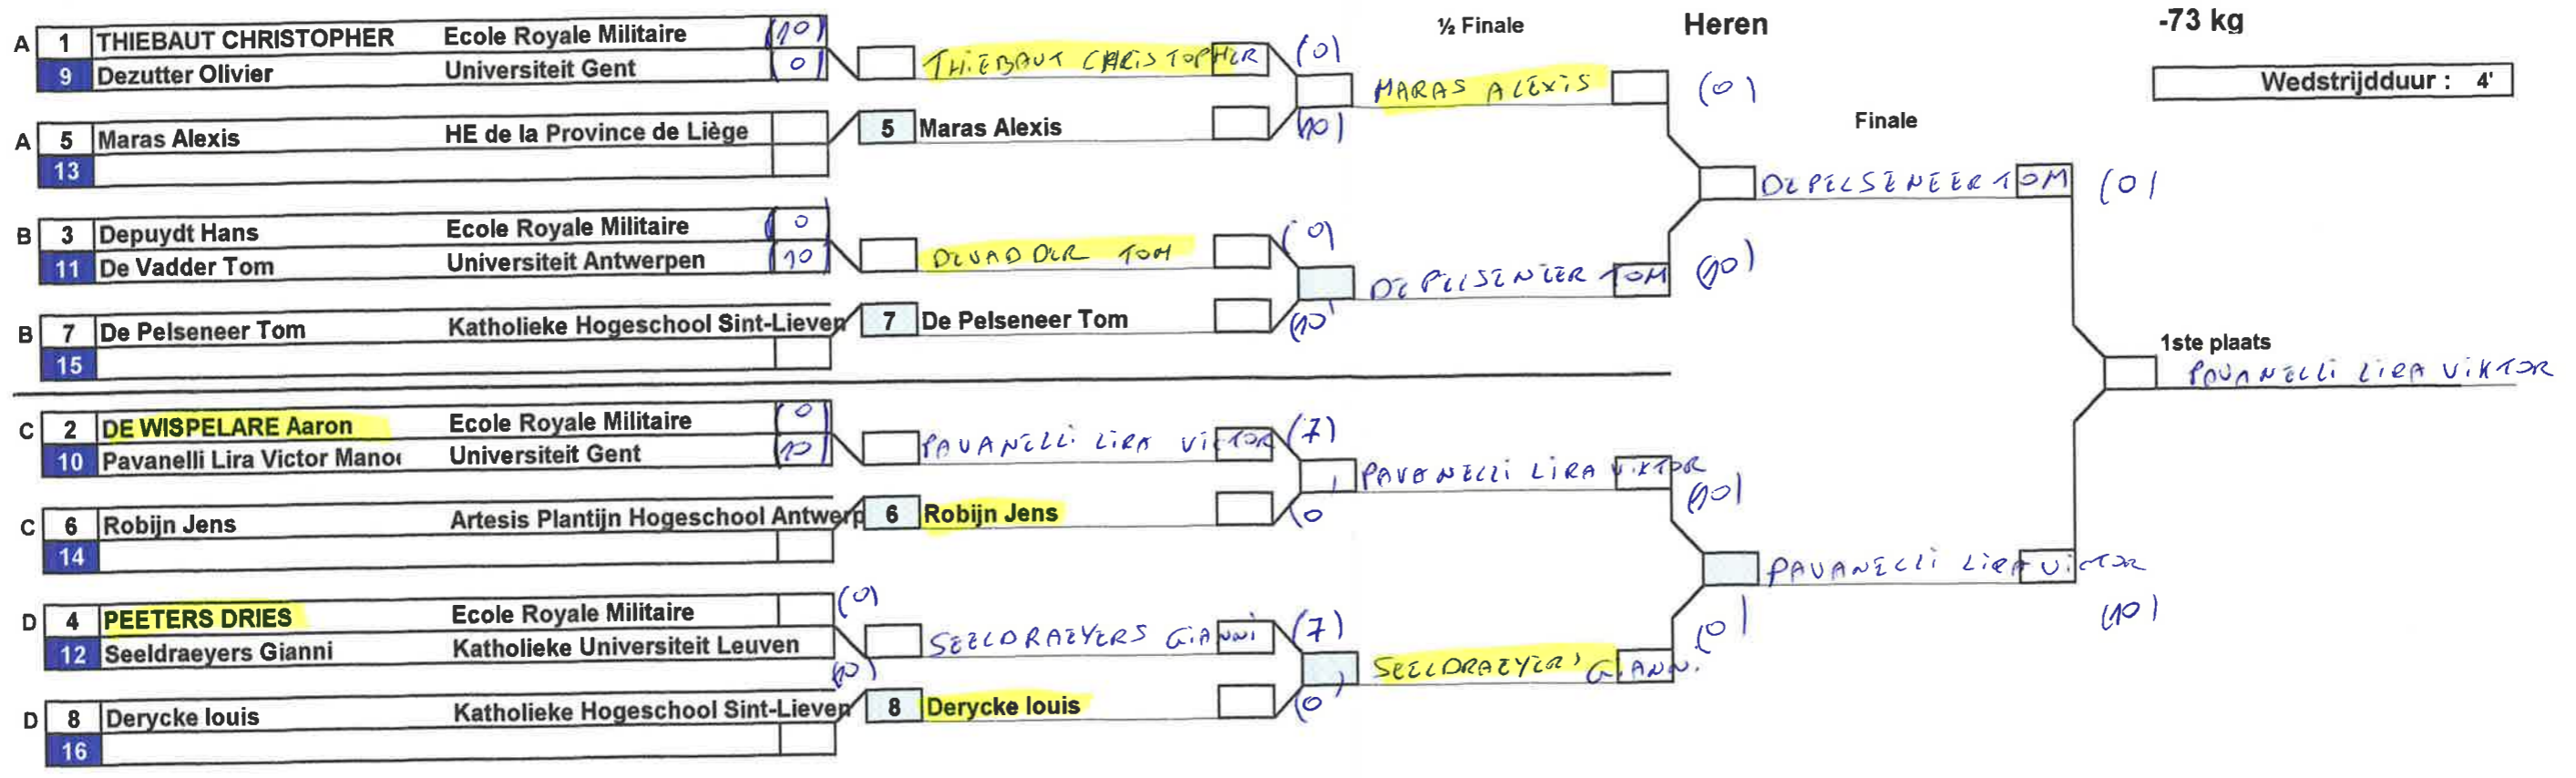 ½ Finale Heren -73 kg
Wedstrijdduur : 4'
A 1 THIEBAUT CHRISTOPHER Ecole Royale Militaire (10)
9 Dezutter Olivier Universiteit Gent (0)
THIEBAUT CHRISTOPHER (0)
A 5 Maras Alexis HE de la Province de Liège
13
5 Maras Alexis (10)
MARAS ALEXIS (0)
Finale
B 3 Depuydt Hans Ecole Royale Militaire (0)
11 De Vadder Tom Universiteit Antwerpen (10)
DEVADDER TOM (0)
B 7 De Pelseneer Tom Katholieke Hogeschool Sint-Lieven
15
7 De Pelseneer Tom (10)
DE PELSENEER TOM (10)
DE PELSENEER TOM (0)
1ste plaats
PAVANELLI LIRA VIKTOR
C 2 DE WISPELARE Aaron Ecole Royale Militaire (0)
10 Pavanelli Lira Victor Mano Universiteit Gent (10)
PAVANELLI LIRA VICTOR (7)
C 6 Robijn Jens Artesis Plantijn Hogeschool Antwerp
14
6 Robijn Jens (0)
PAVANELLI LIRA VIKTOR (10)
PAVANELLI LIRA VICTOR (10)
D 4 PEETERS DRIES Ecole Royale Militaire (0)
12 Seeldraeyers Gianni Katholieke Universiteit Leuven (10)
SEELDRAEYERS GIANNI (7)
D 8 Derycke louis Katholieke Hogeschool Sint-Lieven
16
8 Derycke louis (0)
SEELDRAEYERS GIANN. (0)